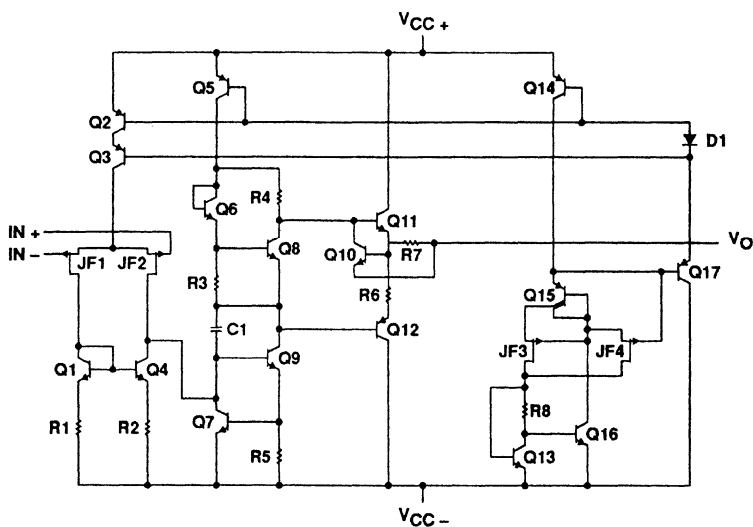 VCC+
Q5
Q14
Q2
D1
Q3
Q6
R4
Q11
IN +
IN –
JF1
JF2
Q8
Q10
R7
VO
Q17
R3
R6
Q15
C1
Q12
JF3
JF4
Q1
Q4
Q9
R8
R1
R2
Q7
Q16
R5
Q13
VCC–